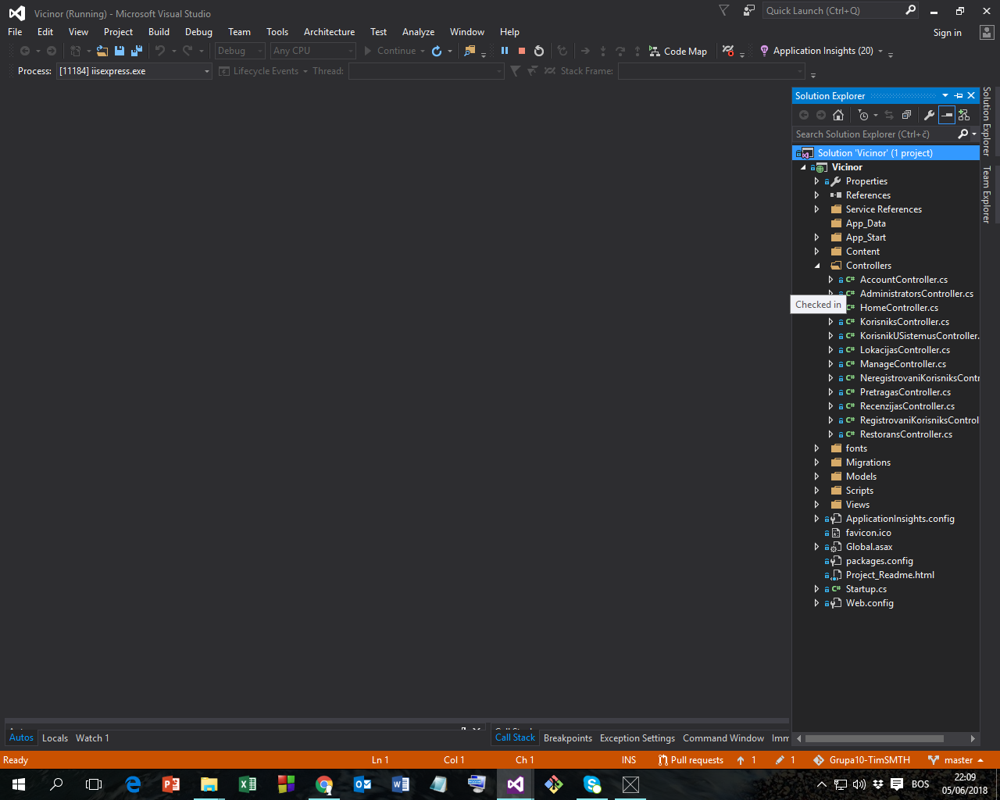 Vicinor (Running) - Microsoft Visual Studio
Quick Launch (Ctrl+Q)
File Edit View Project Build Debug Team Tools Architecture Test Analyze Window Help
Sign in
Debug Any CPU Continue Code Map Application Insights (20)
Process: [11184] iisexpress.exe Lifecycle Events Thread: Stack Frame:
Solution Explorer
Search Solution Explorer (Ctrl+č)
Solution 'Vicinor' (1 project)
Vicinor
Properties
References
Service References
App_Data
App_Start
Content
Controllers
AccountController.cs
AdministratorsController.cs
Checked in
HomeController.cs
KorisniksController.cs
KorisnikUSistemusController.
LokacijasController.cs
ManageController.cs
NeregistrovaniKorisniksContr
PretragasController.cs
RecenzijasController.cs
RegistrovaniKorisniksControl
RestoransController.cs
fonts
Migrations
Models
Scripts
Views
ApplicationInsights.config
favicon.ico
Global.asax
packages.config
Project_Readme.html
Startup.cs
Web.config
Solution Explorer
Team Explorer
Autos Locals Watch 1
Call Stack Breakpoints Exception Settings Command Window Imm
Ready Ln 1 Col 1 Ch 1 INS Pull requests 1 1 Grupa10-TimSMTH master
BOS
22:09
05/06/2018